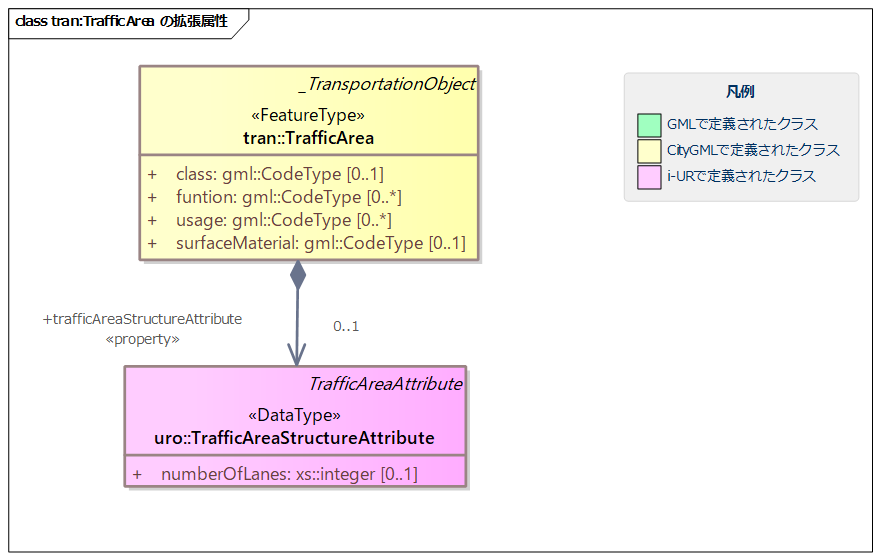 class tran:TrafficArea の拡張属性
_TransportationObject
«FeatureType»
tran::TrafficArea
+ class: gml::CodeType [0..1]
+ funtion: gml::CodeType [0..*]
+ usage: gml::CodeType [0..*]
+ surfaceMaterial: gml::CodeType [0..1]
凡例
GMLで定義されたクラス
CityGMLで定義されたクラス
i-URで定義されたクラス
+trafficAreaStructureAttribute
«property»
0..1
TrafficAreaAttribute
«DataType»
uro::TrafficAreaStructureAttribute
+ numberOfLanes: xs::integer [0..1]